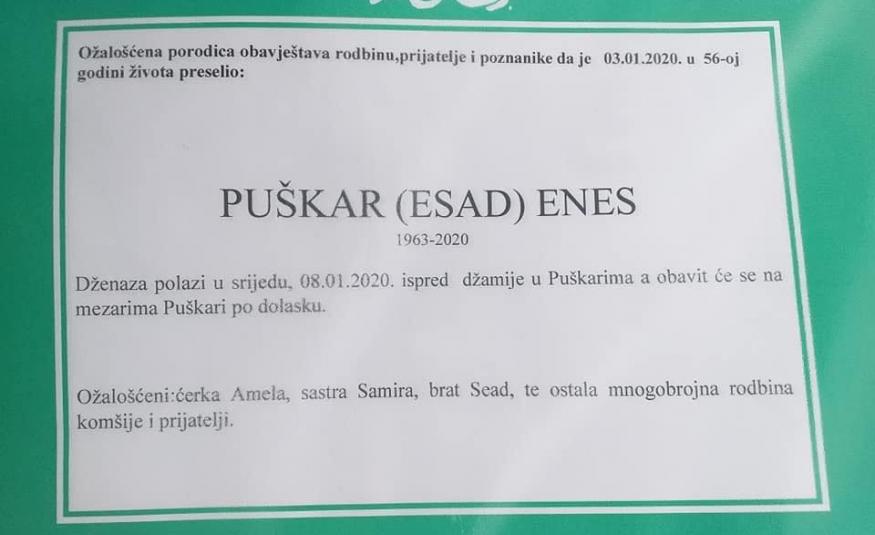 Ožalošćena porodica obavještava rodbinu,prijatelje i poznanike da je 03.01.2020. u 56-oj
godini života preselio:
PUŠKAR (ESAD) ENES
1963-2020
Dženaza polazi u srijedu, 08.01.2020. ispred džamije u Puškarima a obavit će se na
mezarima Puškari po dolasku.
Ožalošćeni:ćerka Amela, sastra Samira, brat Sead, te ostala mnogobrojna rodbina
komšije i prijatelji.